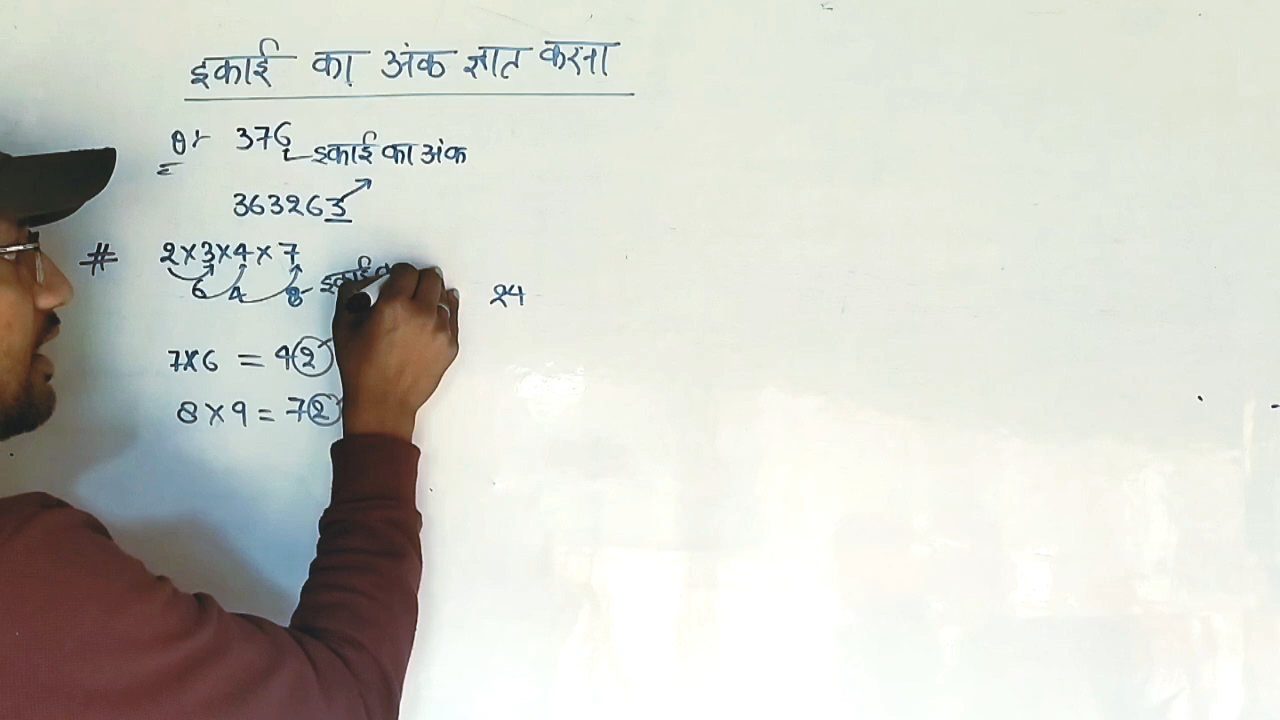 इकाई का अंक ज्ञात करना
Q:- 376 इकाई का अंक
363263
# 2×3×4×7
6 4 8 इकाई
24
7×6 = 42
8×9 = 72